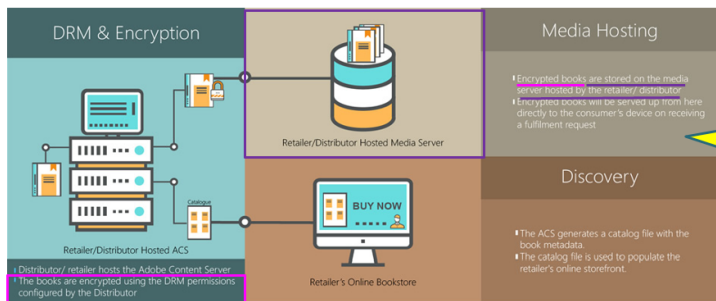 DRM & Encryption
Retailer/Distributor Hosted ACS
Catalogue
Distributor/ retailer hosts the Adobe Content Server
The books are encrypted using the DRM permissions
configured by the Distributor
Retailer/Distributor Hosted Media Server
BUY NOW
Retailer's Online Bookstore
Media Hosting
Encrypted books are stored on the media
server hosted by the retailer/ distributor
Encrypted books will be served up from here
directly to the consumer's device on receiving
a fulfilment request
Discovery
The ACS generates a catalog file with the
book metadata.
The catalog file is used to populate the
retailer's online storefront.